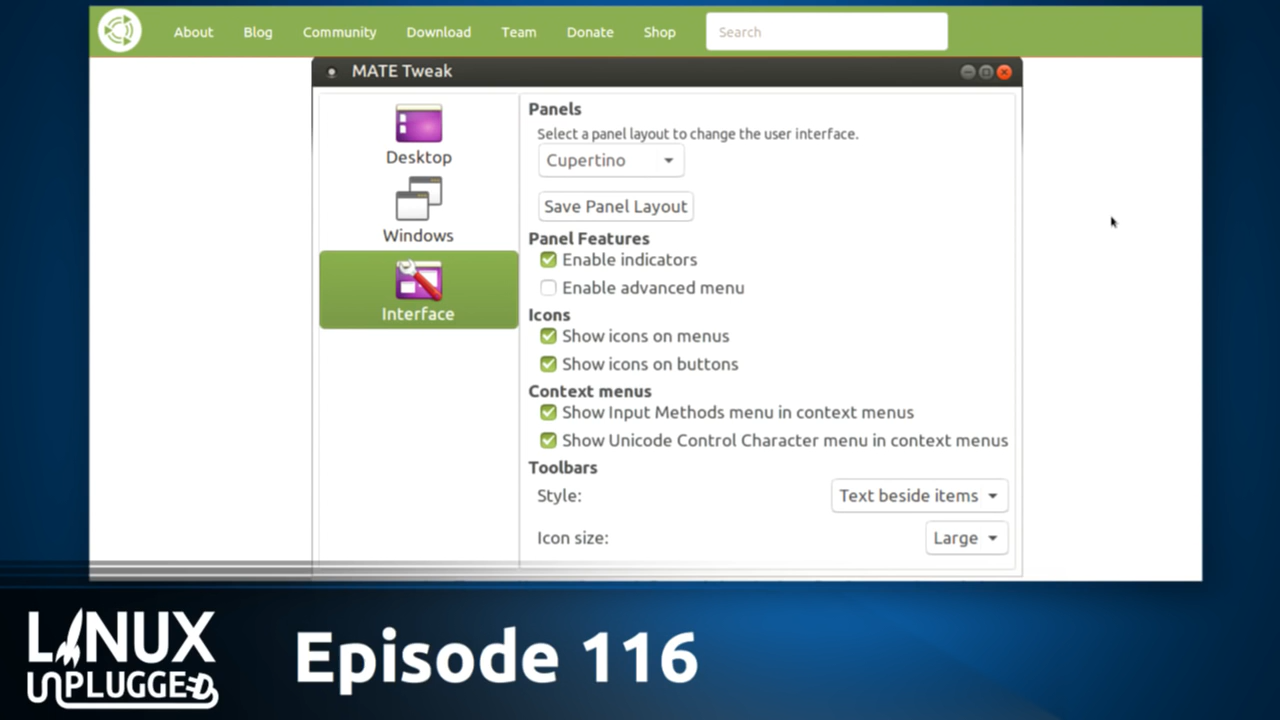 About Blog Community Download Team Donate Shop Search
MATE Tweak
Desktop
Windows
Interface
Panels
Select a panel layout to change the user interface.
Cupertino
Save Panel Layout
Panel Features
Enable indicators
Enable advanced menu
Icons
Show icons on menus
Show icons on buttons
Context menus
Show Input Methods menu in context menus
Show Unicode Control Character menu in context menus
Toolbars
Style: Text beside items
Icon size: Large
LINUX
UNPLUGGED
Episode 116